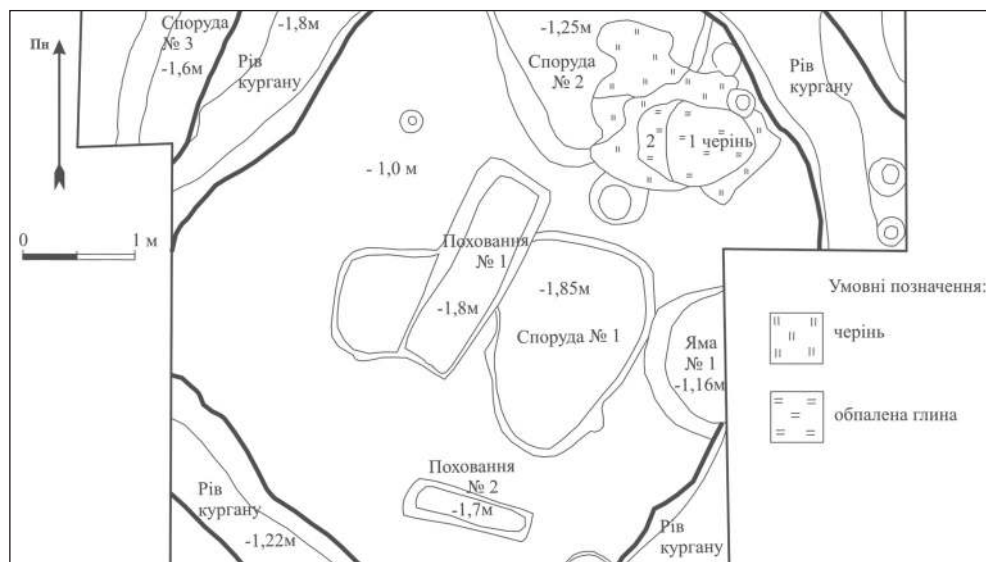 Споруда
№ 3
-1,6м
-1,8м
Рів
кургану
Пн
-1,25м
Споруда
№ 2
Рів
кургану
2
1 черінь
- 1,0 м
0
1 м
Поховання
№ 1
-1,8м
-1,85м
Споруда № 1
Яма
№ 1
-1,16м
Умовні позначення:
черінь
обпалена глина
Поховання
№ 2
-1,7м
Рів
кургану
-1,22м
Рів
кургану